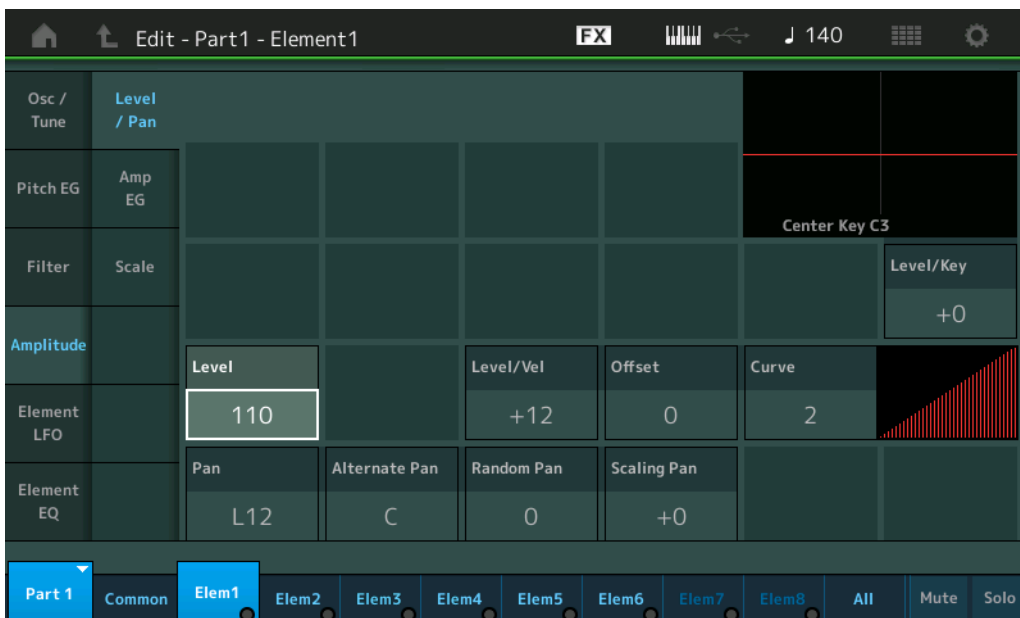 Edit - Part1 - Element1 FX ♩ 140
Osc /
Tune
Level
/ Pan
Pitch EG
Amp
EG
Center Key C3
Filter
Scale
Level/Key
+0
Amplitude
Level
Level/Vel
Offset
Curve
110
+12
0
2
Element
LFO
Pan
Alternate Pan
Random Pan
Scaling Pan
L12
C
0
+0
Element
EQ
Part 1 Common Elem1 Elem2 Elem3 Elem4 Elem5 Elem6 Elem7 Elem8 All Mute Solo